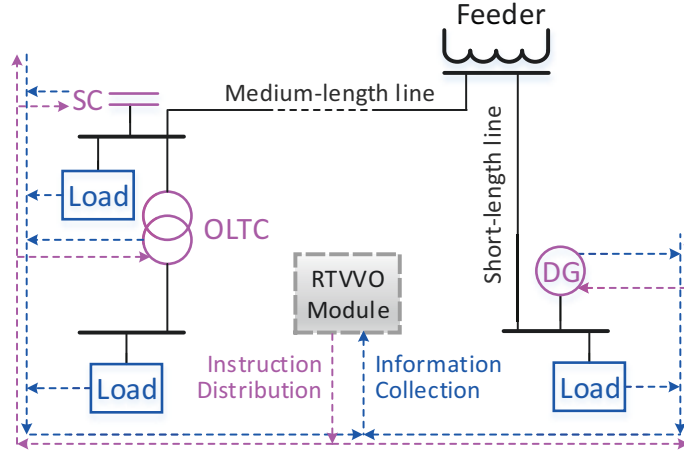 Feeder
SC
Medium-length line
Load
OLTC
Short-length line
DG
RTVVO
Module
Instruction
Distribution
Information
Collection
Load
Load